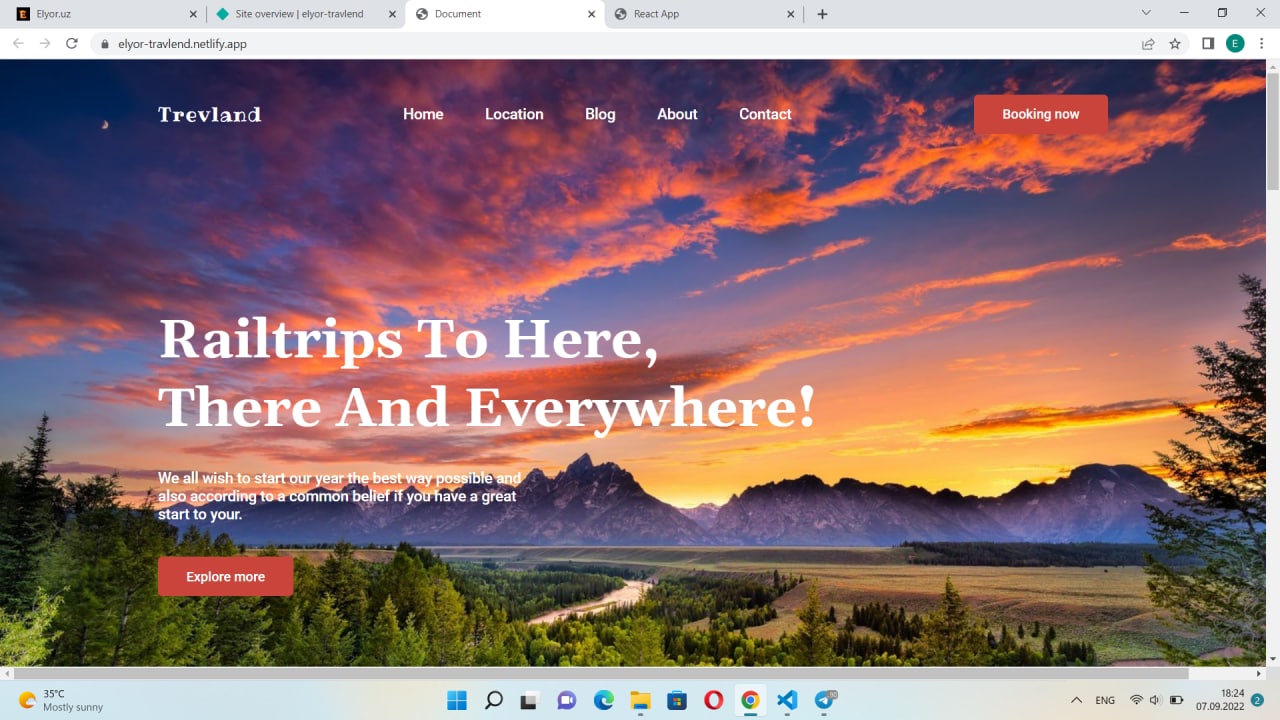 Elyor.uz
Site overview | elyor-travlend
Document
React App
elyor-travlend.netlify.app
E
Trevland
Home
Location
Blog
About
Contact
Booking now
Railtrips To Here,
There And Everywhere!
We all wish to start our year the best way possible and
also according to a common belief if you have a great
start to your.
Explore more
35°C
Mostly sunny
90
ENG
18:24
07.09.2022
2